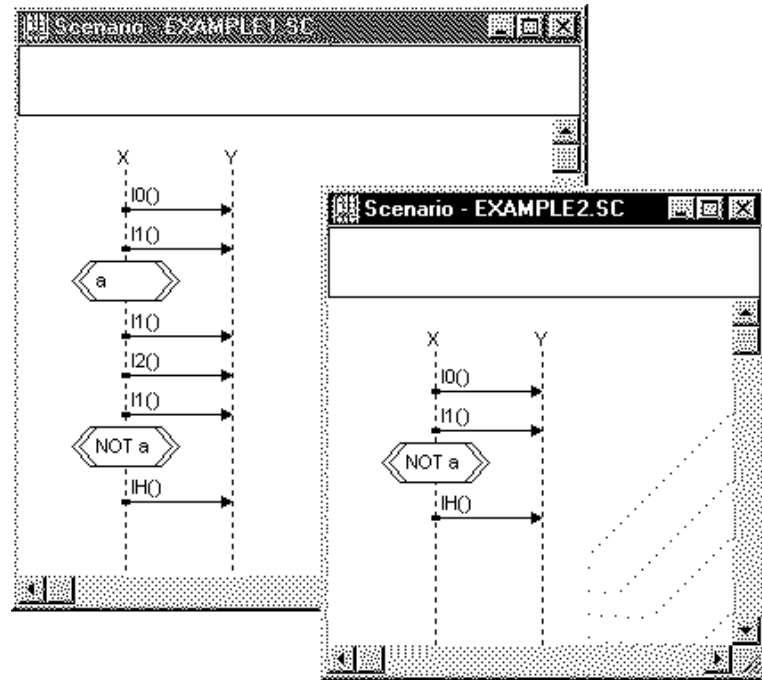 Scenario - EXAMPLE1.SC
X Y
I0()
I1()
a
I1()
I2()
I1()
NOT a
IH()
Scenario - EXAMPLE2.SC
X Y
I0()
I1()
NOT a
IH()